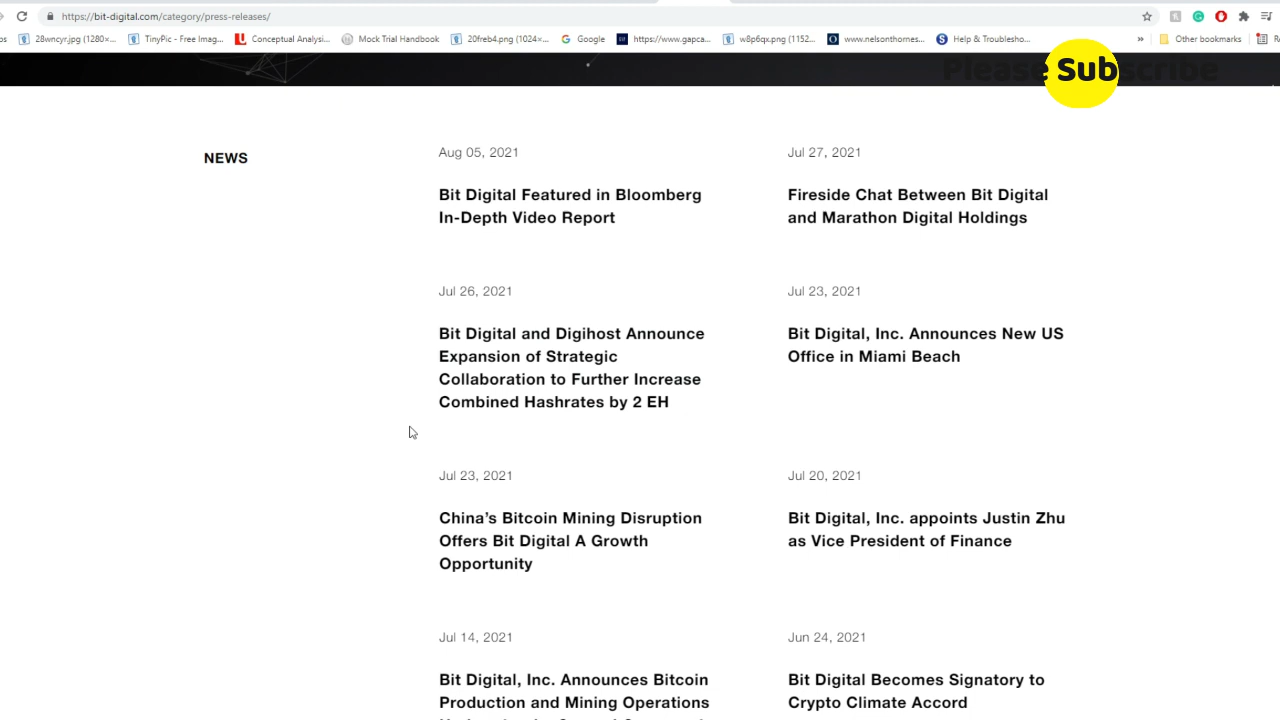 https://bit-digital.com/category/press-releases/
28wncyr.jpg (1280×...
TinyPic - Free Imag...
Conceptual Analysi...
Mock Trial Handbook
20freb4.png (1024×...
Google
https://www.gapca...
w8p6qx.png (1152...
www.nelsonthornes...
Help & Troublesho...
»
Other bookmarks
Please Subscribe
NEWS
Aug 05, 2021
Bit Digital Featured in Bloomberg
In-Depth Video Report
Jul 27, 2021
Fireside Chat Between Bit Digital
and Marathon Digital Holdings
Jul 26, 2021
Bit Digital and Digihost Announce
Expansion of Strategic
Collaboration to Further Increase
Combined Hashrates by 2 EH
Jul 23, 2021
Bit Digital, Inc. Announces New US
Office in Miami Beach
Jul 23, 2021
China’s Bitcoin Mining Disruption
Offers Bit Digital A Growth
Opportunity
Jul 20, 2021
Bit Digital, Inc. appoints Justin Zhu
as Vice President of Finance
Jul 14, 2021
Bit Digital, Inc. Announces Bitcoin
Production and Mining Operations
Jun 24, 2021
Bit Digital Becomes Signatory to
Crypto Climate Accord